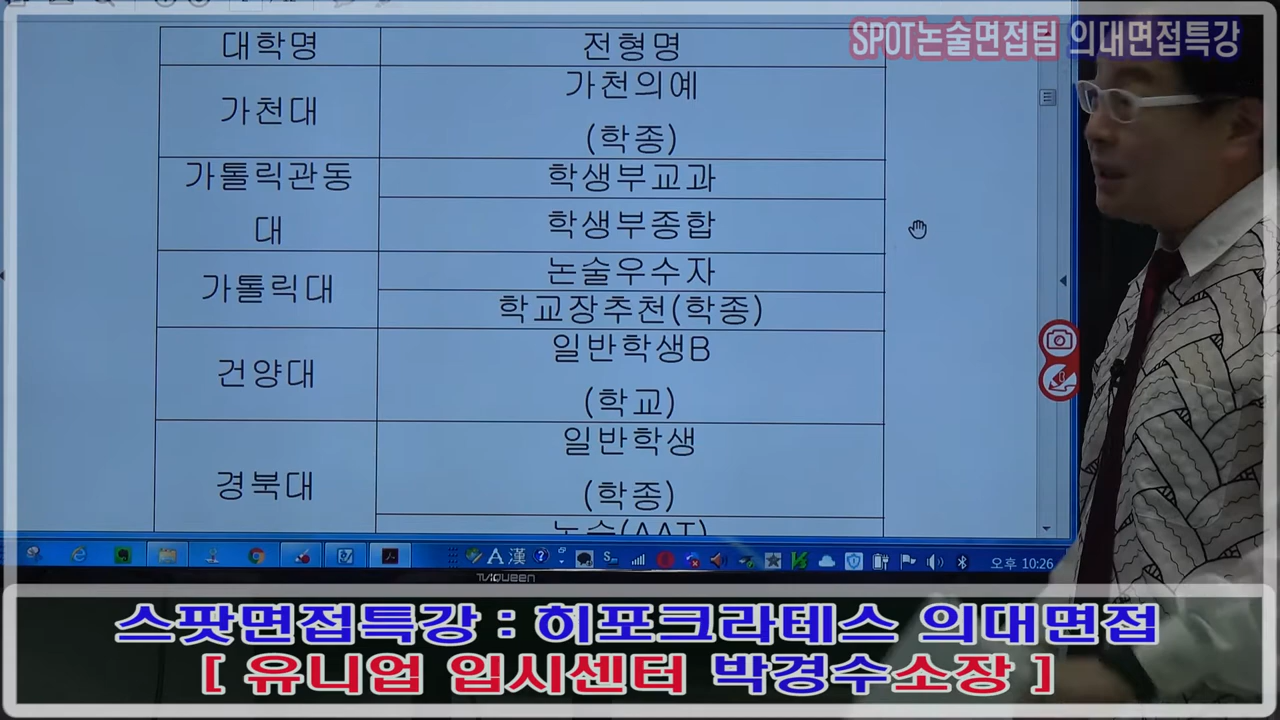 SPOT논술면접팀 의대면접특강
대학명 전형명
가천대 가천의예
(학종)
가톨릭관동대 학생부교과
학생부종합
가톨릭대 논술우수자
학교장추천(학종)
건양대 일반학생B
(학교)
경북대 일반학생
(학종)
논술(AAT)
A 漢
오후 10:26
TViQueen
스팟면접특강 : 히포크라테스 의대면접
[ 유니업 입시센터 박경수소장 ]